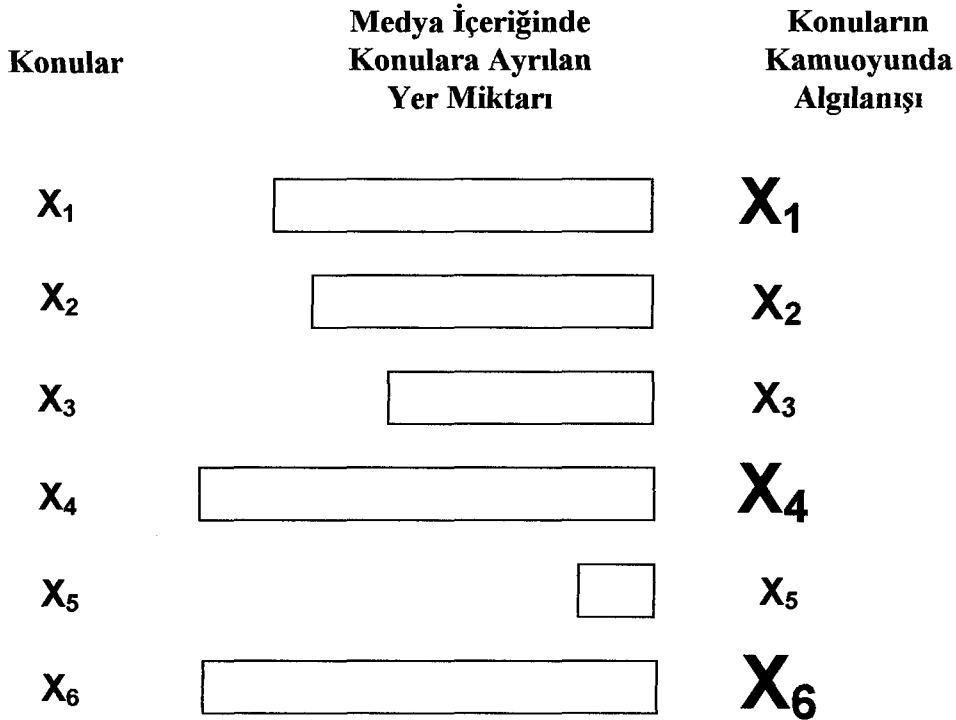 Konular
Medya İçeriğinde
Konulara Ayrılan
Yer Miktarı
Konuların
Kamuoyunda
Algılanışı
X₁ X₁
X₂ X₂
X₃ X₃
X₄ X₄
X₅ X₅
X₆ X₆